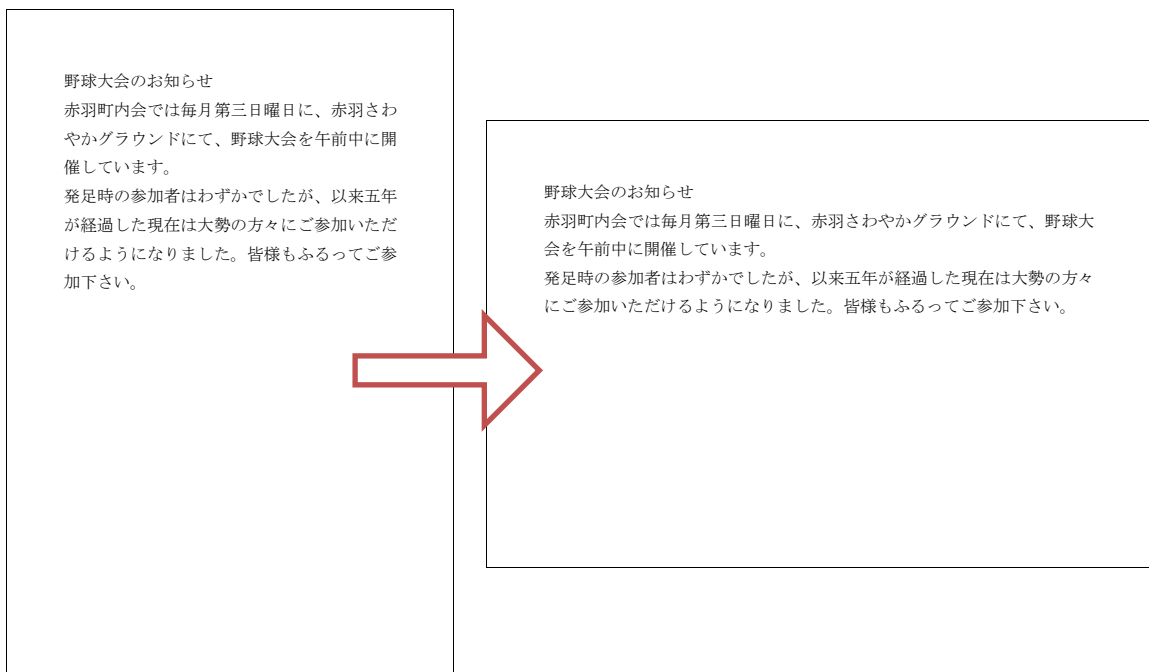 野球大会のお知らせ
赤羽町内会では毎月第三日曜日に、赤羽さわ
やかグラウンドにて、野球大会を午前中に開
催しています。
発足時の参加者はわずかでしたが、以来五年
が経過した現在は大勢の方々にご参加いただ
けるようになりました。皆様もふるってご参
加下さい。
野球大会のお知らせ
赤羽町内会では毎月第三日曜日に、赤羽さわやかグラウンドにて、野球大
会を午前中に開催しています。
発足時の参加者はわずかでしたが、以来五年が経過した現在は大勢の方々
にご参加いただけるようになりました。皆様もふるってご参加下さい。